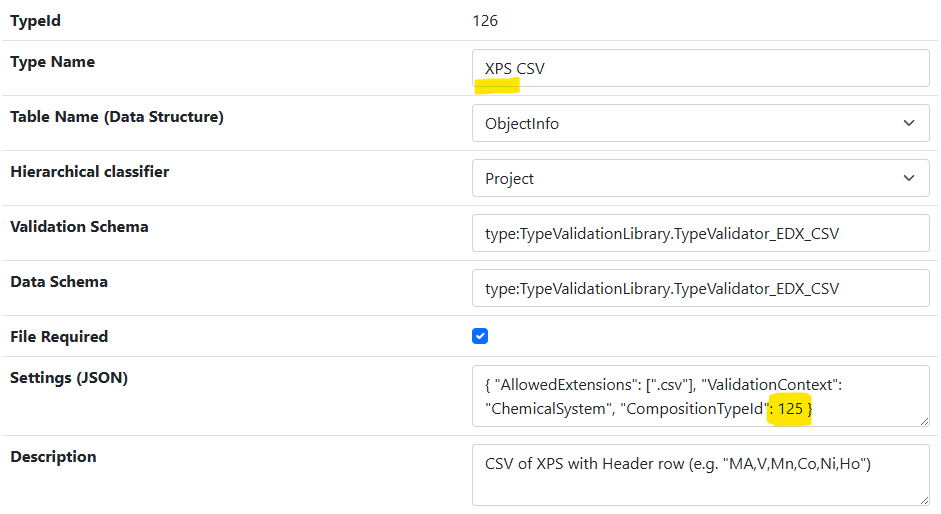 TypeId 126
Type Name XPS CSV
Table Name (Data Structure) ObjectInfo
Hierarchical classifier Project
Validation Schema type:TypeValidationLibrary.TypeValidator_EDX_CSV
Data Schema type:TypeValidationLibrary.TypeValidator_EDX_CSV
File Required
Settings (JSON) { "AllowedExtensions": [".csv"], "ValidationContext":
"ChemicalSystem", "CompositionTypeId": 125 }
Description CSV of XPS with Header row (e.g. "MA,V,Mn,Co,Ni,Ho")